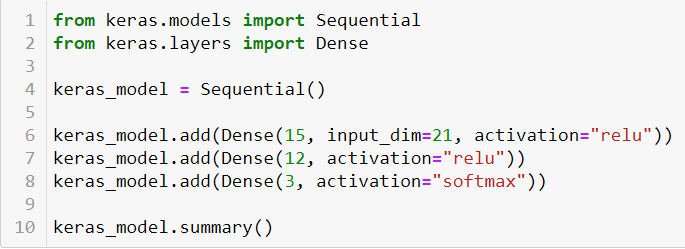 1 from keras.models import Sequential
2 from keras.layers import Dense
3
4 keras_model = Sequential()
5
6 keras_model.add(Dense(15, input_dim=21, activation="relu"))
7 keras_model.add(Dense(12, activation="relu"))
8 keras_model.add(Dense(3, activation="softmax"))
9
10 keras_model.summary()